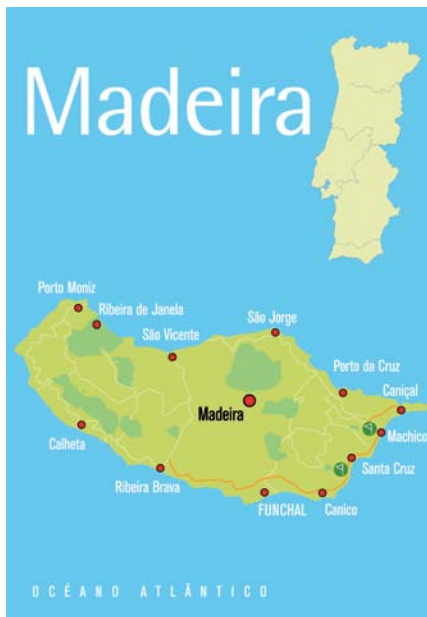 Madeira
Porto Moniz
Ribeira de Janela
São Vicente
São Jorge
Porto da Cruz
Caniçal
Madeira
Machico
Calheta
Santa Cruz
Ribeira Brava
FUNCHAL
Canico
OCÉANO ATLÂNTICO